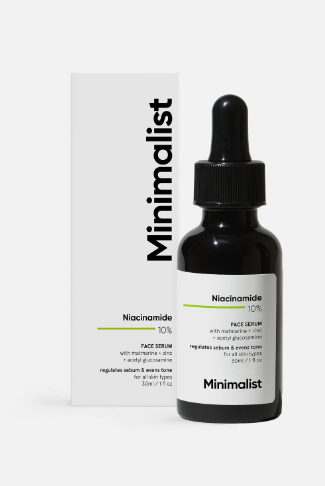 Minimalist
Niacinamide
10%
FACE SERUM
with matmarine + zinc
+ acetyl glucosamine
regulates sebum & evens tone
for all skin types
30ml / 1 fl oz
Niacinamide
10%
FACE SERUM
with matmarine + zinc
+ acetyl glucosamine
regulates sebum & evens tone
for all skin types
30ml / 1 fl oz
Minimalist